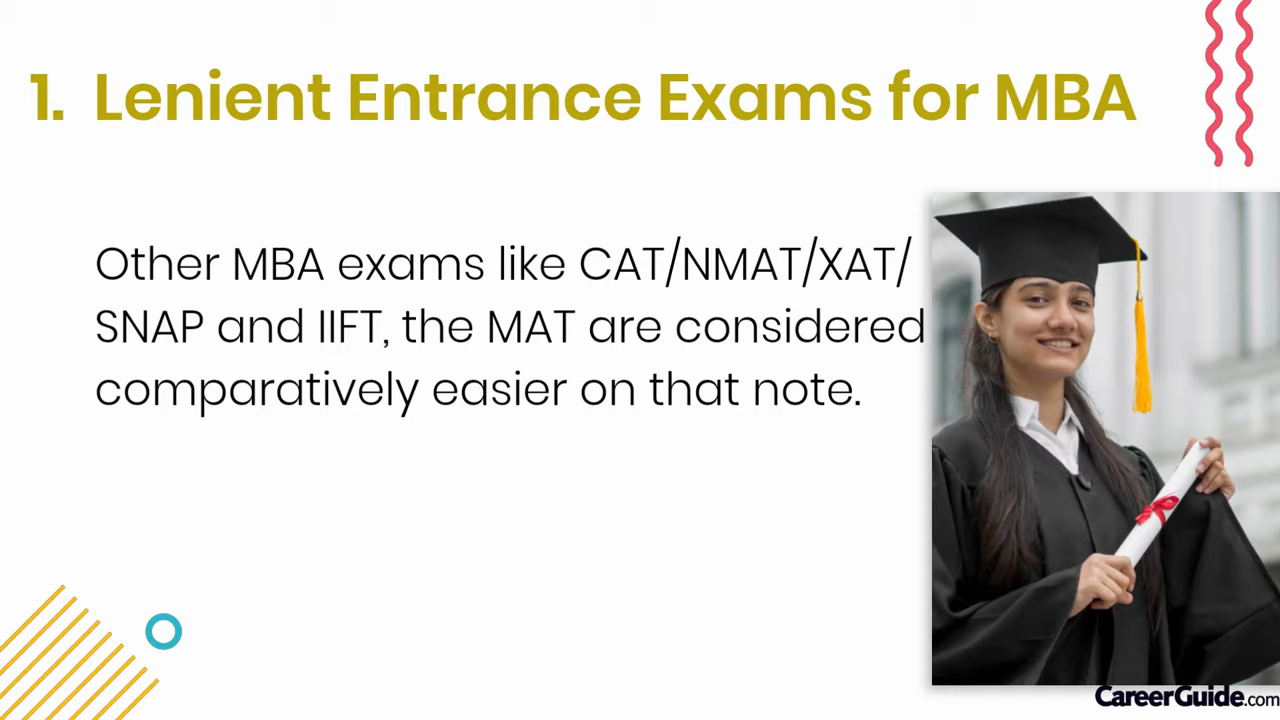 1. Lenient Entrance Exams for MBA
Other MBA exams like CAT/NMAT/XAT/
SNAP and IIFT, the MAT are considered
comparatively easier on that note.
CareerGuide.com